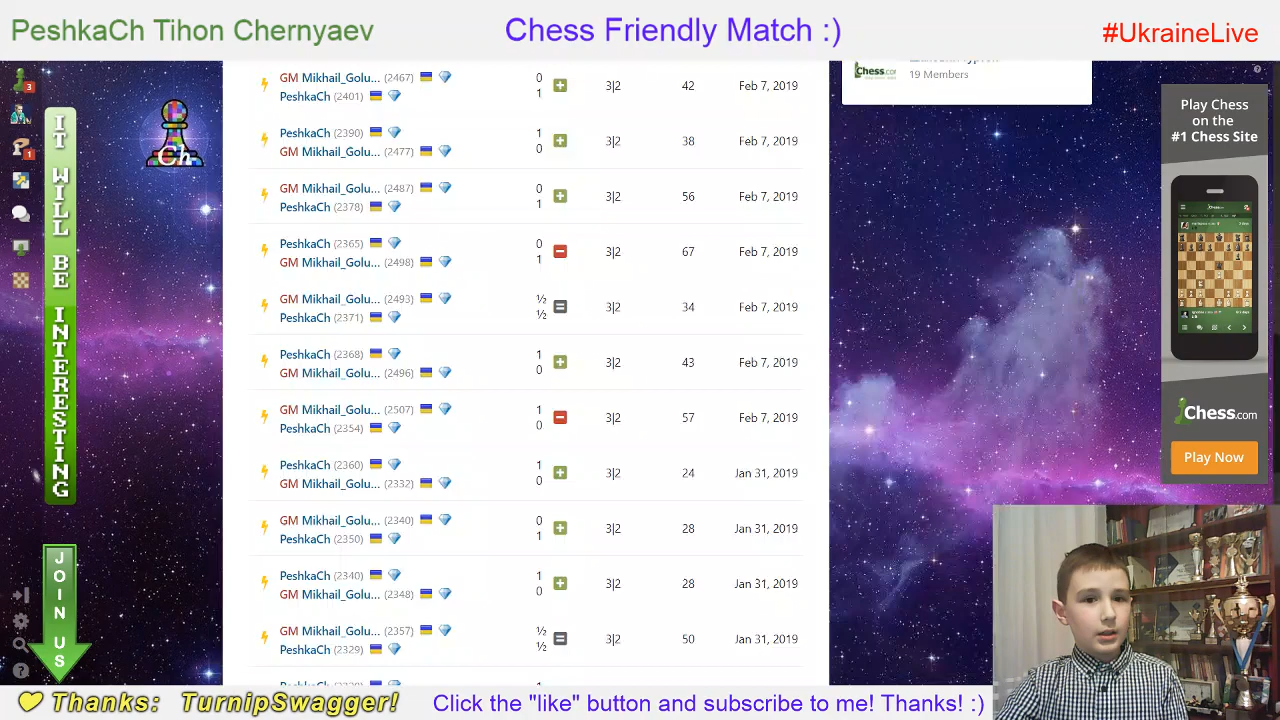 PeshkaCh Tihon Chernyaev
Chess Friendly Match :)
#UkraineLive
3
1
IT WILL BE INTERESTING
JOIN US
Ch
GM Mikhail_Golu... (2467)
PeshkaCh (2401)
0
1
3|2
42
Feb 7, 2019
PeshkaCh (2390)
GM Mikhail_Golu... (2477)
1
0
3|2
38
Feb 7, 2019
GM Mikhail_Golu... (2487)
PeshkaCh (2378)
0
1
3|2
56
Feb 7, 2019
PeshkaCh (2365)
GM Mikhail_Golu... (2498)
0
1
3|2
60
Feb 7, 2019
GM Mikhail_Golu... (2493)
PeshkaCh (2371)
½
½
3|2
34
Feb 7, 2019
PeshkaCh (2368)
GM Mikhail_Golu... (2496)
1
0
3|2
43
Feb 7, 2019
GM Mikhail_Golu... (2507)
PeshkaCh (2354)
1
0
3|2
57
Feb 7, 2019
PeshkaCh (2360)
GM Mikhail_Golu... (2332)
1
0
3|2
24
Jan 31, 2019
GM Mikhail_Golu... (2340)
PeshkaCh (2350)
0
1
3|2
28
Jan 31, 2019
PeshkaCh (2340)
GM Mikhail_Golu... (2348)
1
0
3|2
28
Jan 31, 2019
GM Mikhail_Golu... (2357)
PeshkaCh (2329)
½
½
3|2
50
Jan 31, 2019
Chess.com
19 Members
Play Chess
on the
#1 Chess Site
Chess.com
Play Now
Thanks: TurnipSwagger!
Click the "like" button and subscribe to me! Thanks! :)